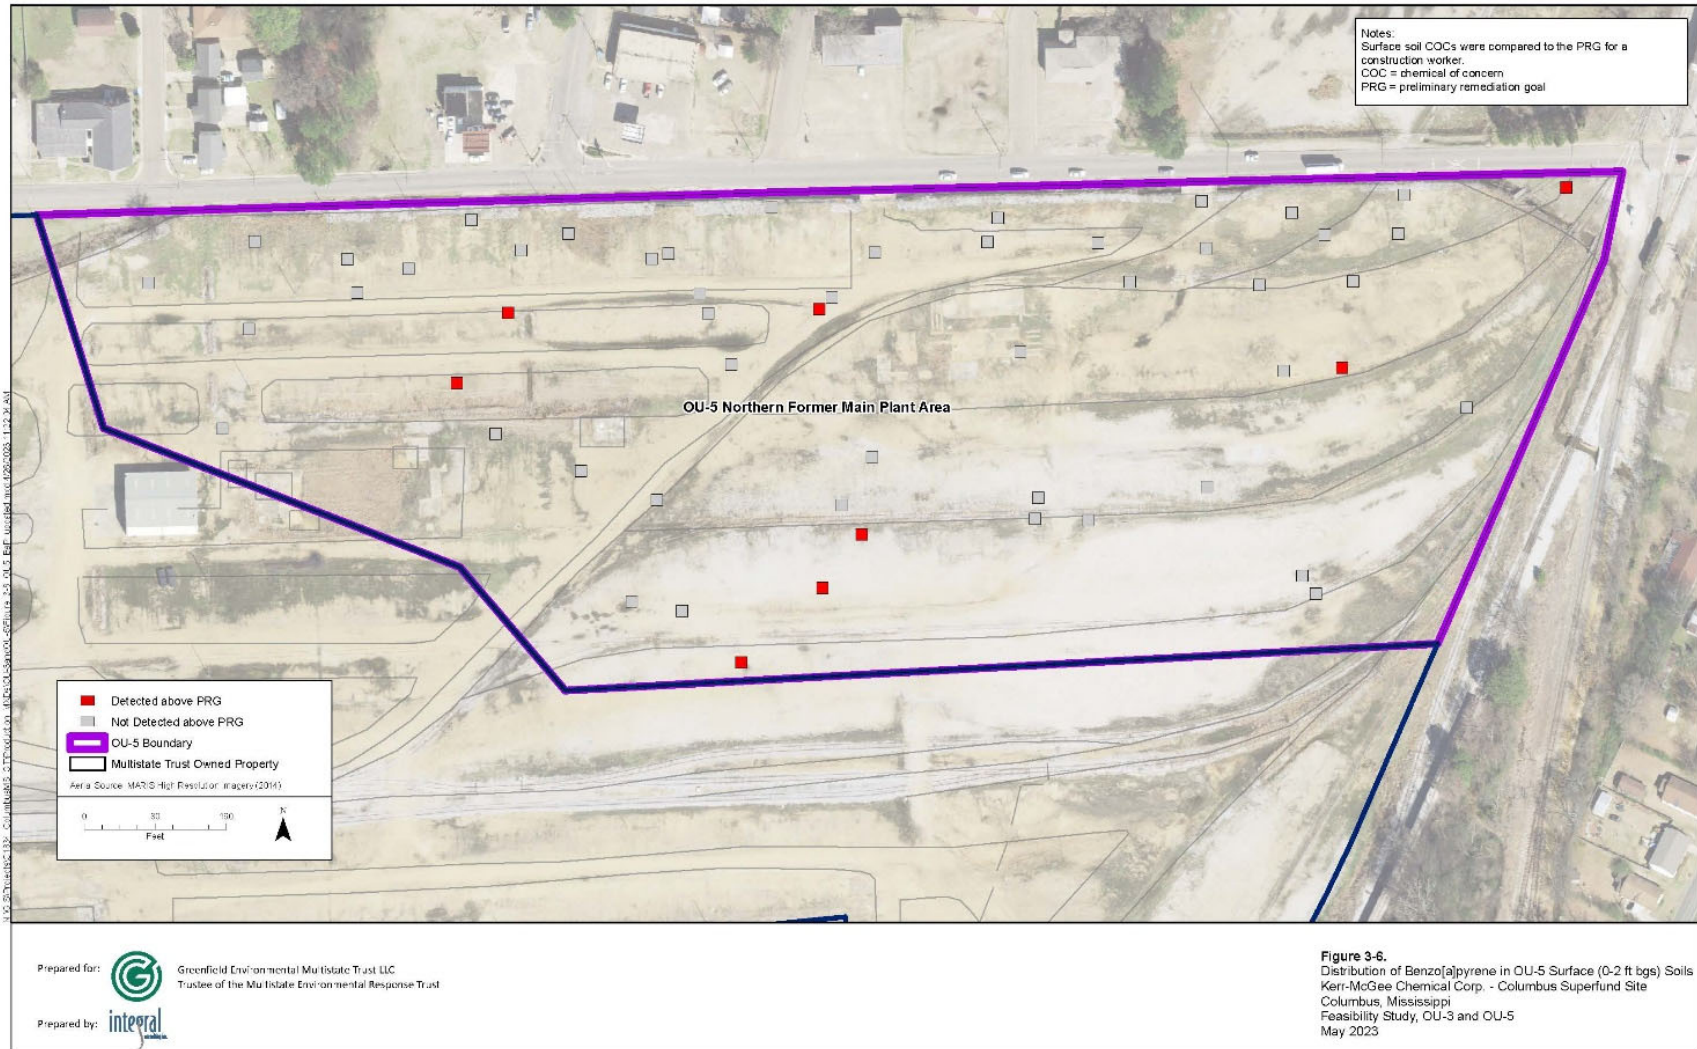 Notes:
Surface soil COCs were compared to the PRG for a
construction worker.
COC = chemical of concern
PRG = preliminary remediation goal
OU-5 Northern Former Main Plant Area
Detected above PRG
Not Detected above PRG
OU-5 Boundary
Multistate Trust Owned Property
Aerial Source: MARIS High Resolution Imagery (2014)
0
Feet
N
Prepared for:
Greenfield Environmental Multistate Trust LLC
Trustee of the Multistate Environmental Response Trust
Prepared by:
integral
Figure 3-6.
Distribution of Benzo[a]pyrene in OU-5 Surface (0-2 ft bgs) Soils
Kerr-McGee Chemical Corp. - Columbus Superfund Site
Columbus, Mississippi
Feasibility Study, OU-3 and OU-5
May 2023